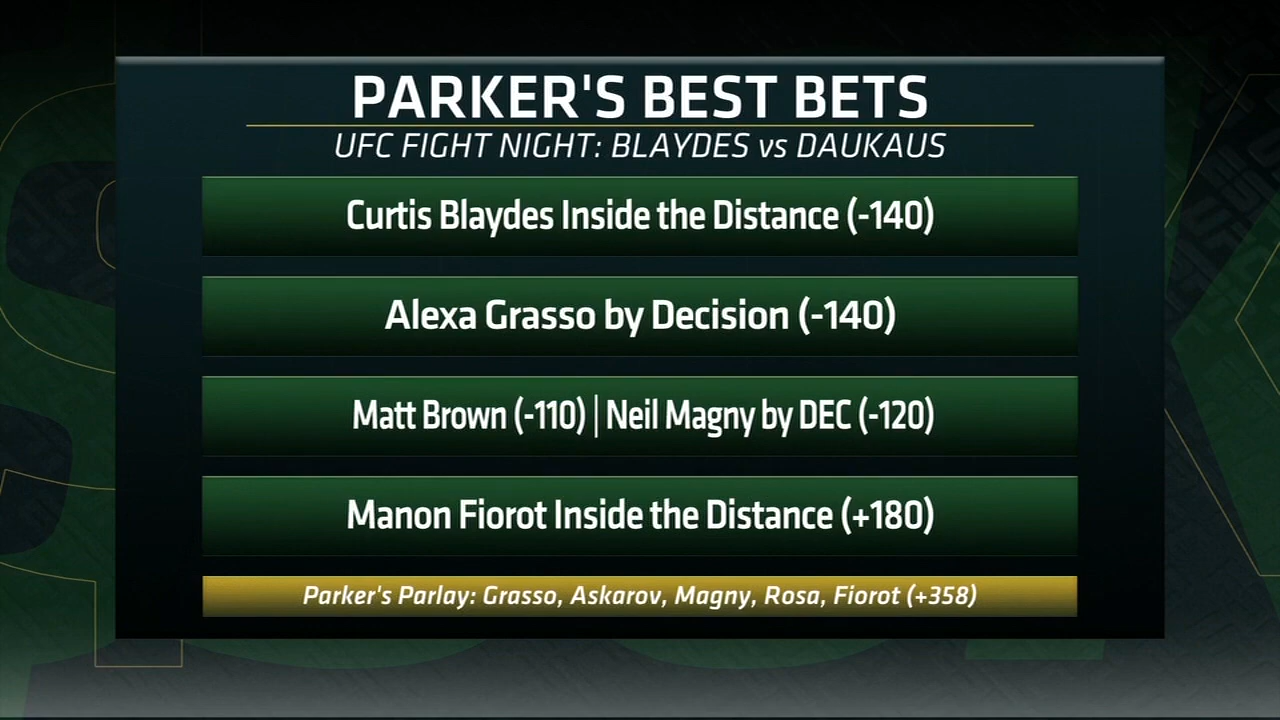 PARKER'S BEST BETS
UFC FIGHT NIGHT: BLAYDES vs DAUKAUS
Curtis Blaydes Inside the Distance (-140)
Alexa Grasso by Decision (-140)
Matt Brown (-110) | Neil Magny by DEC (-120)
Manon Fiorot Inside the Distance (+180)
Parker's Parlay: Grasso, Askarov, Magny, Rosa, Fiorot (+358)